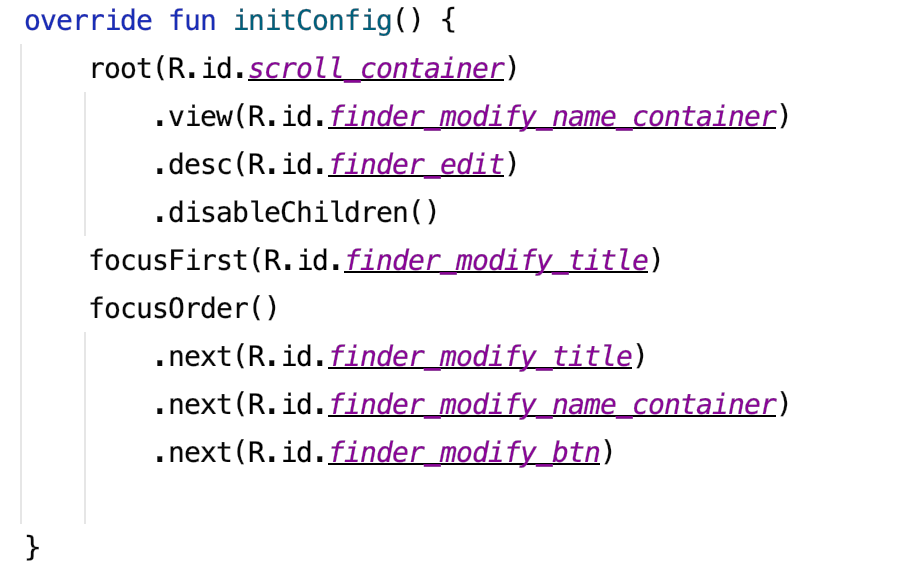 override fun initConfig() {
root(R.id.scroll_container)
.view(R.id.finder_modify_name_container)
.desc(R.id.finder_edit)
.disableChildren()
focusFirst(R.id.finder_modify_title)
focusOrder()
.next(R.id.finder_modify_title)
.next(R.id.finder_modify_name_container)
.next(R.id.finder_modify_btn)
}